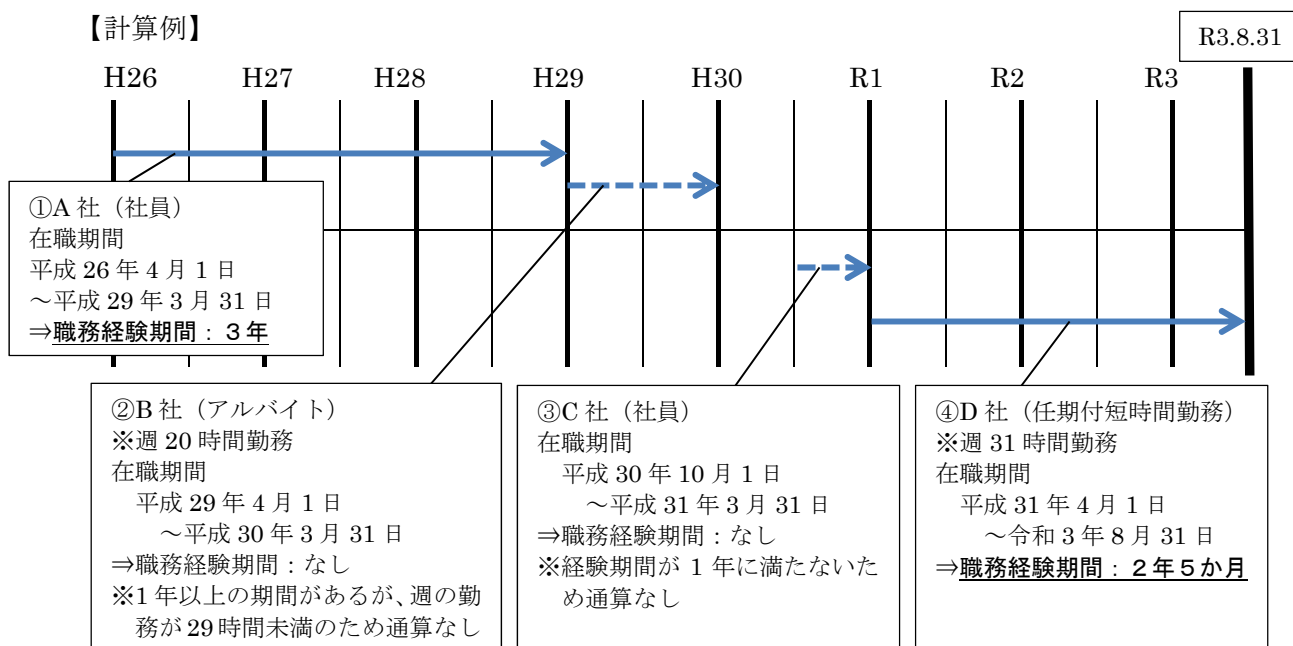 【計算例】
R3.8.31
H26 H27 H28 H29 H30 R1 R2 R3
①A 社（社員）
在職期間
平成 26 年 4 月 1 日
～平成 29 年 3 月 31 日
⇒職務経験期間：３年
②B 社（アルバイト）
※週 20 時間勤務
在職期間
平成 29 年 4 月 1 日
～平成 30 年 3 月 31 日
⇒職務経験期間：なし
※1 年以上の期間があるが、週の勤
務が 29 時間未満のため通算なし
③C 社（社員）
在職期間
平成 30 年 10 月 1 日
～平成 31 年 3 月 31 日
⇒職務経験期間：なし
※経験期間が 1 年に満たないた
め通算なし
④D 社（任期付短時間勤務）
※週 31 時間勤務
在職期間
平成 31 年 4 月 1 日
～令和 3 年 8 月 31 日
⇒職務経験期間：２年５か月